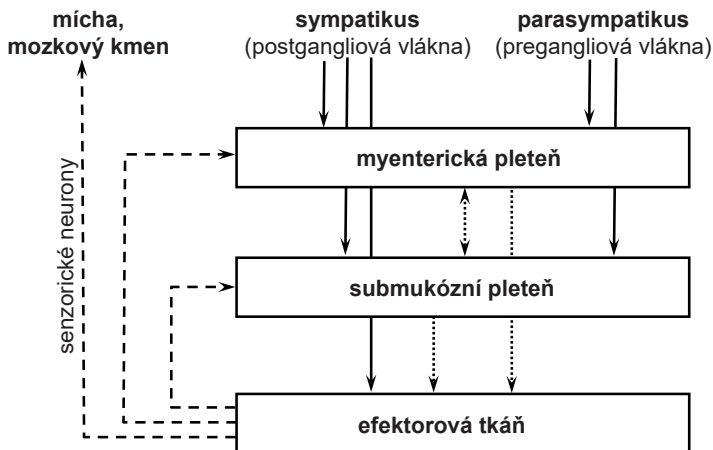 mícha,
mozkový kmen
sympatikus
(postgangliová vlákna)
parasympatikus
(pregangliová vlákna)
senzorické neurony
myenterická pleteň
submukózní pleteň
efektorová tkáň